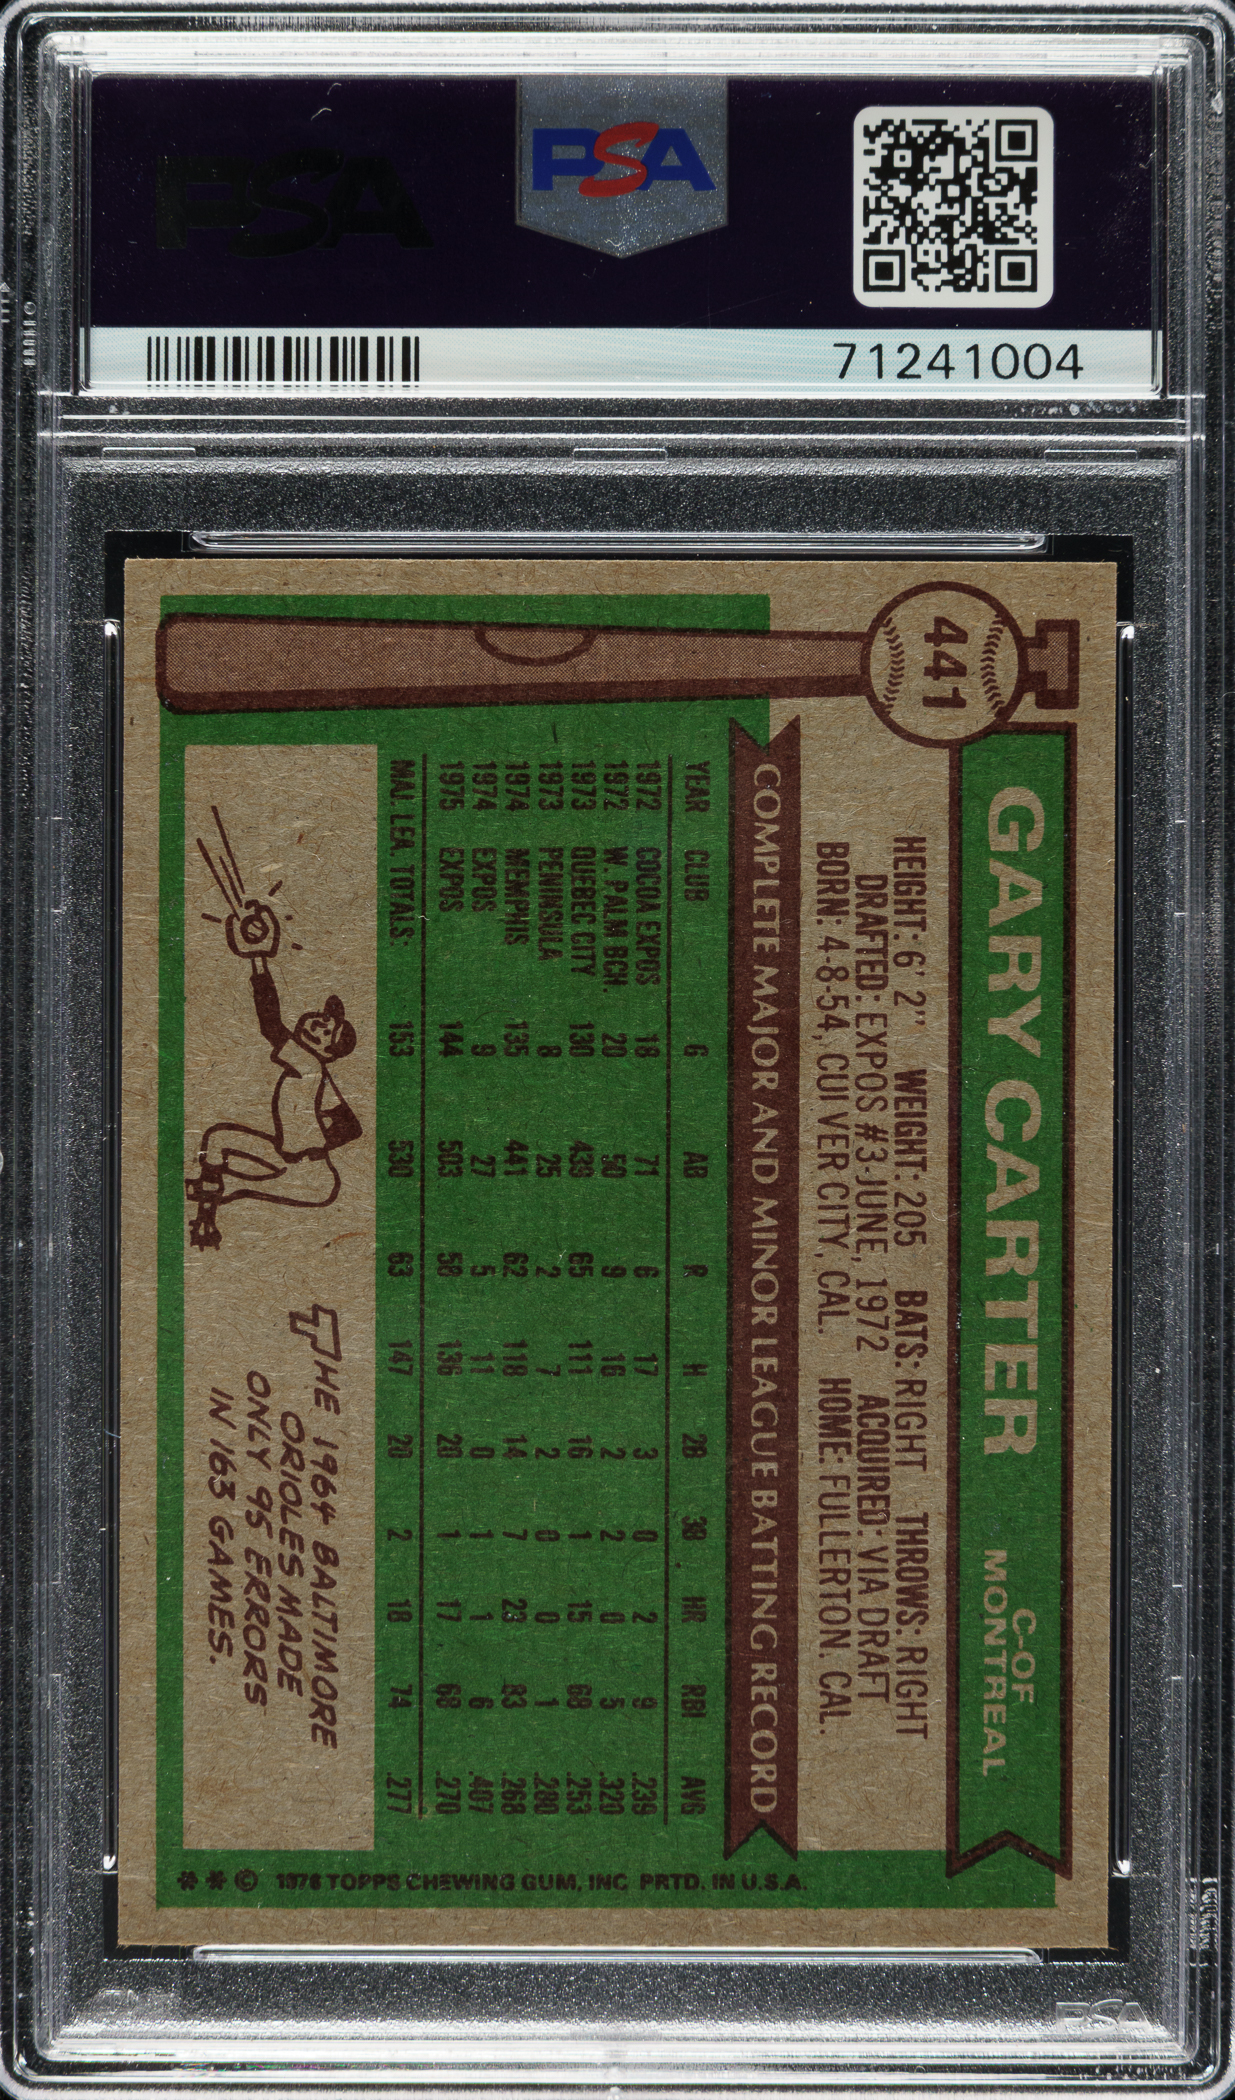 PSA
PSA
71241004
441
GARY CARTER
C-OF
MONTREAL
HEIGHT: 6' 2" WEIGHT: 205 BATS: RIGHT THROWS: RIGHT
DRAFTED: EXPOS #3-JUNE, 1972 ACQUIRED: VIA DRAFT
BORN: 4-8-54, CULVER CITY, CAL. HOME: FULLERTON. CAL.
COMPLETE MAJOR AND MINOR LEAGUE BATTING RECORD
YEAR CLUB G AB R H 2B 3B HR RBI AVG
1972 COCOA EXPOS 18 71 6 17 3 0 2 9 .239
1972 W. PALM BCH. 20 50 9 16 2 2 0 5 .320
1973 QUEBEC CITY 130 439 65 111 16 1 15 68 .253
1973 PENINSULA 8 25 2 7 2 0 0 1 .280
1974 MEMPHIS 135 441 62 118 14 7 23 83 .268
1974 EXPOS 9 27 5 11 0 1 1 6 .407
1975 EXPOS 144 503 58 136 20 1 17 68 .270
MAJ. LEA. TOTALS: 153 530 63 147 20 2 18 74 .277
THE 1964 BALTIMORE
ORIOLES MADE
ONLY 95 ERRORS
IN 163 GAMES.
** © 1976 TOPPS CHEWING GUM, INC. PRTD. IN U.S.A.
PSA